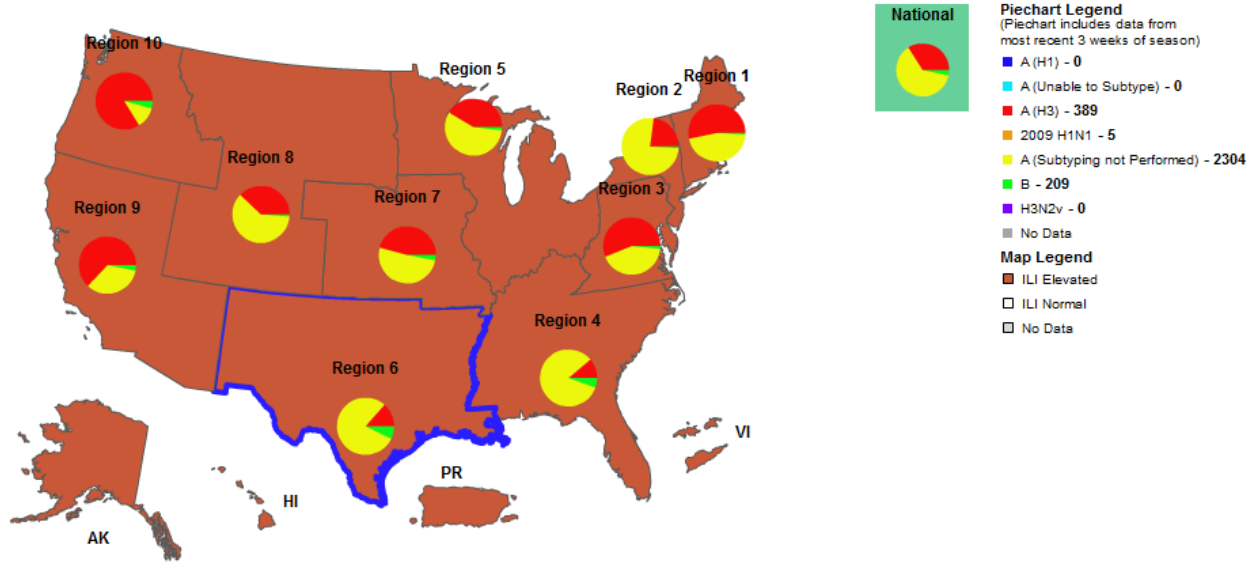 Region 10
Region 5
Region 2
Region 1
Region 8
Region 7
Region 3
Region 9
Region 4
Region 6
AK
HI
PR
VI
National
Piechart Legend
(Piechart includes data from
most recent 3 weeks of season)
A (H1) - 0
A (Unable to Subtype) - 0
A (H3) - 389
2009 H1N1 - 5
A (Subtyping not Performed) - 2304
B - 209
H3N2v - 0
No Data
Map Legend
ILI Elevated
ILI Normal
No Data